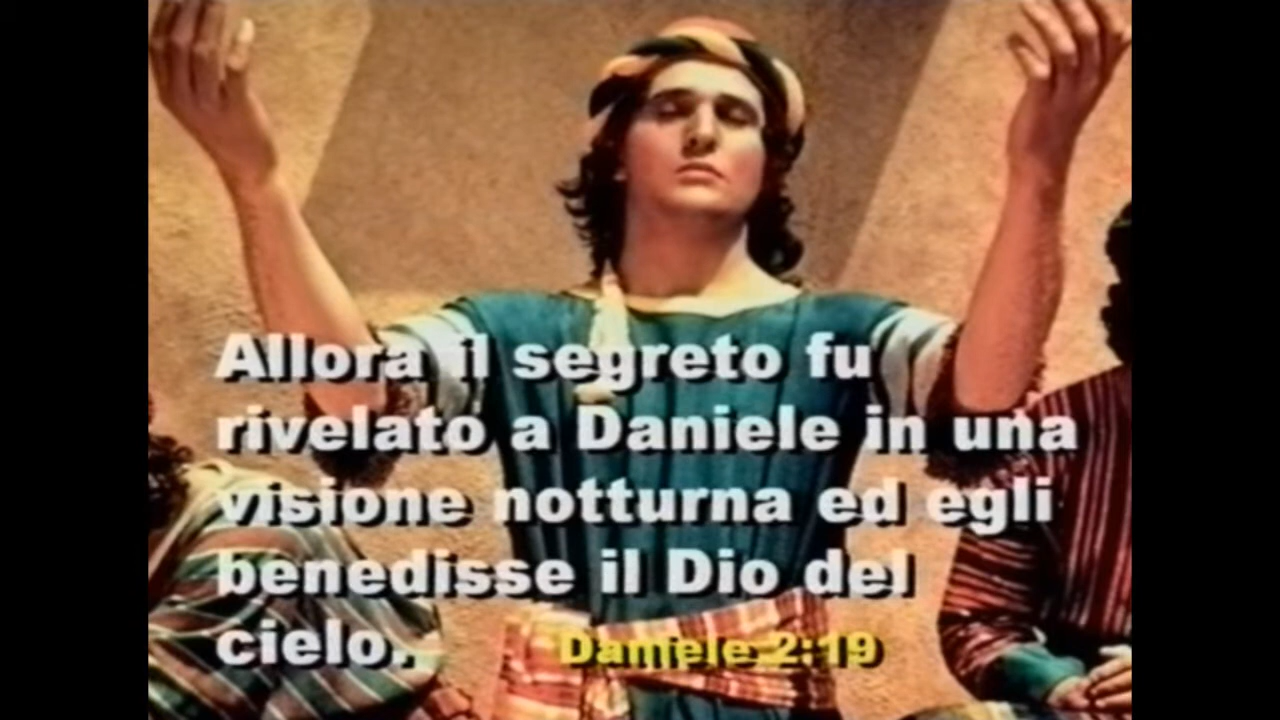 Allora il segreto fu
rivelato a Daniele in una
visione notturna ed egli
benedisse il Dio del
cielo. Daniele 2:19